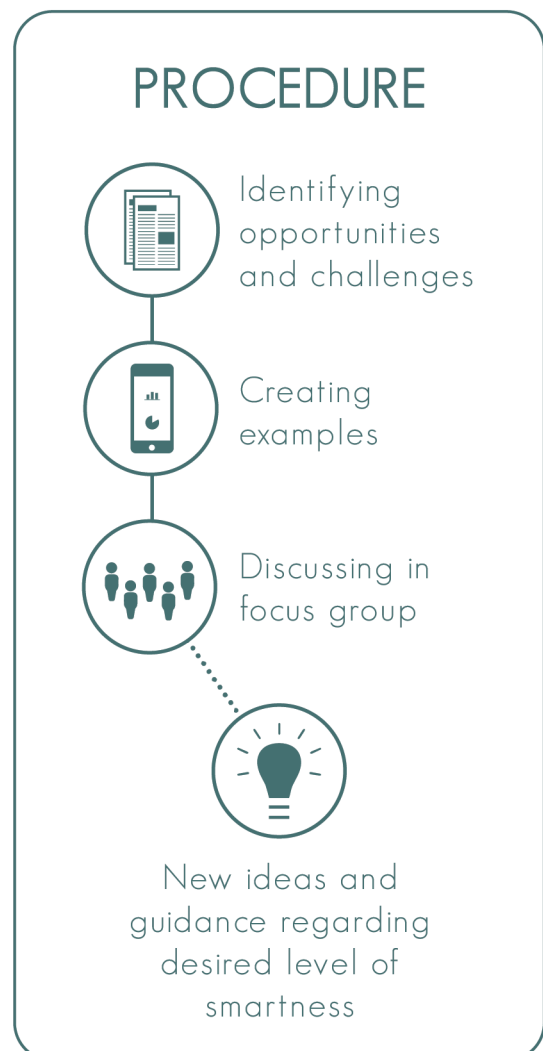 PROCEDURE
Identifying
opportunities
and challenges
Creating
examples
Discussing in
focus group
New ideas and
guidance regarding
desired level of
smartness